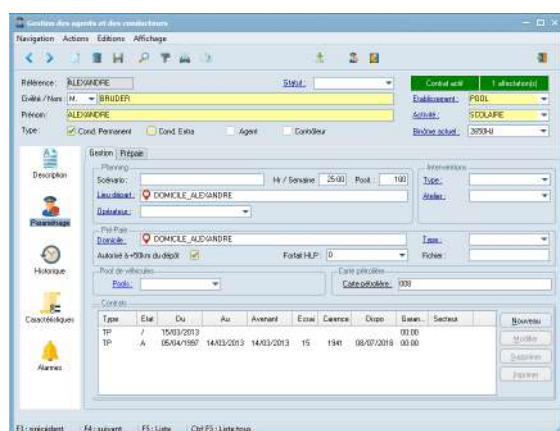 Gestion des agents et des conducteurs
Navigation Actions Editions Affichage
Référence : ALEXANDRE Statut : Contrat actif 1 affectation(s)
Civilité / Nom : M. BRUDER Etablissement : POOL
Prénom : ALEXANDRE Activité : SCOLAIRE
Type : Cond. Permanent Cond. Extra Agent Contrôleur Binôme actuel :
Description
Paramétrage
Historique
Caractéristiques
Alarmes
Gestion Prépaie
Planning Interventions
Scénario : Hr / Semaine 25:00 Pool. : 100 Type :
Lieu départ : DOMICILE_ALEXANDRE Atelier :
Opérateur :
Pré-Paie
Domicile : DOMICILE_ALEXANDRE Type :
Autorisé à +50km du dépôt Forfait HLP : 0 Fichier :
Pool de véhicules Carte pétrolière
Pools : Carte pétrolière : 008
Contrats
Type Etat Du Au Avenant Essai Carence Dispo Garan... Secteur
TP / 15/03/2013 00:00
TP A 05/04/1997 14/03/2013 14/03/2013 15 1941 08/07/2018 00:00
Nouveau
Modifier
Supprimer
Imprimer
F3 : précédent F4 : suivant F5 : Liste Ctrl F5 : Liste tous